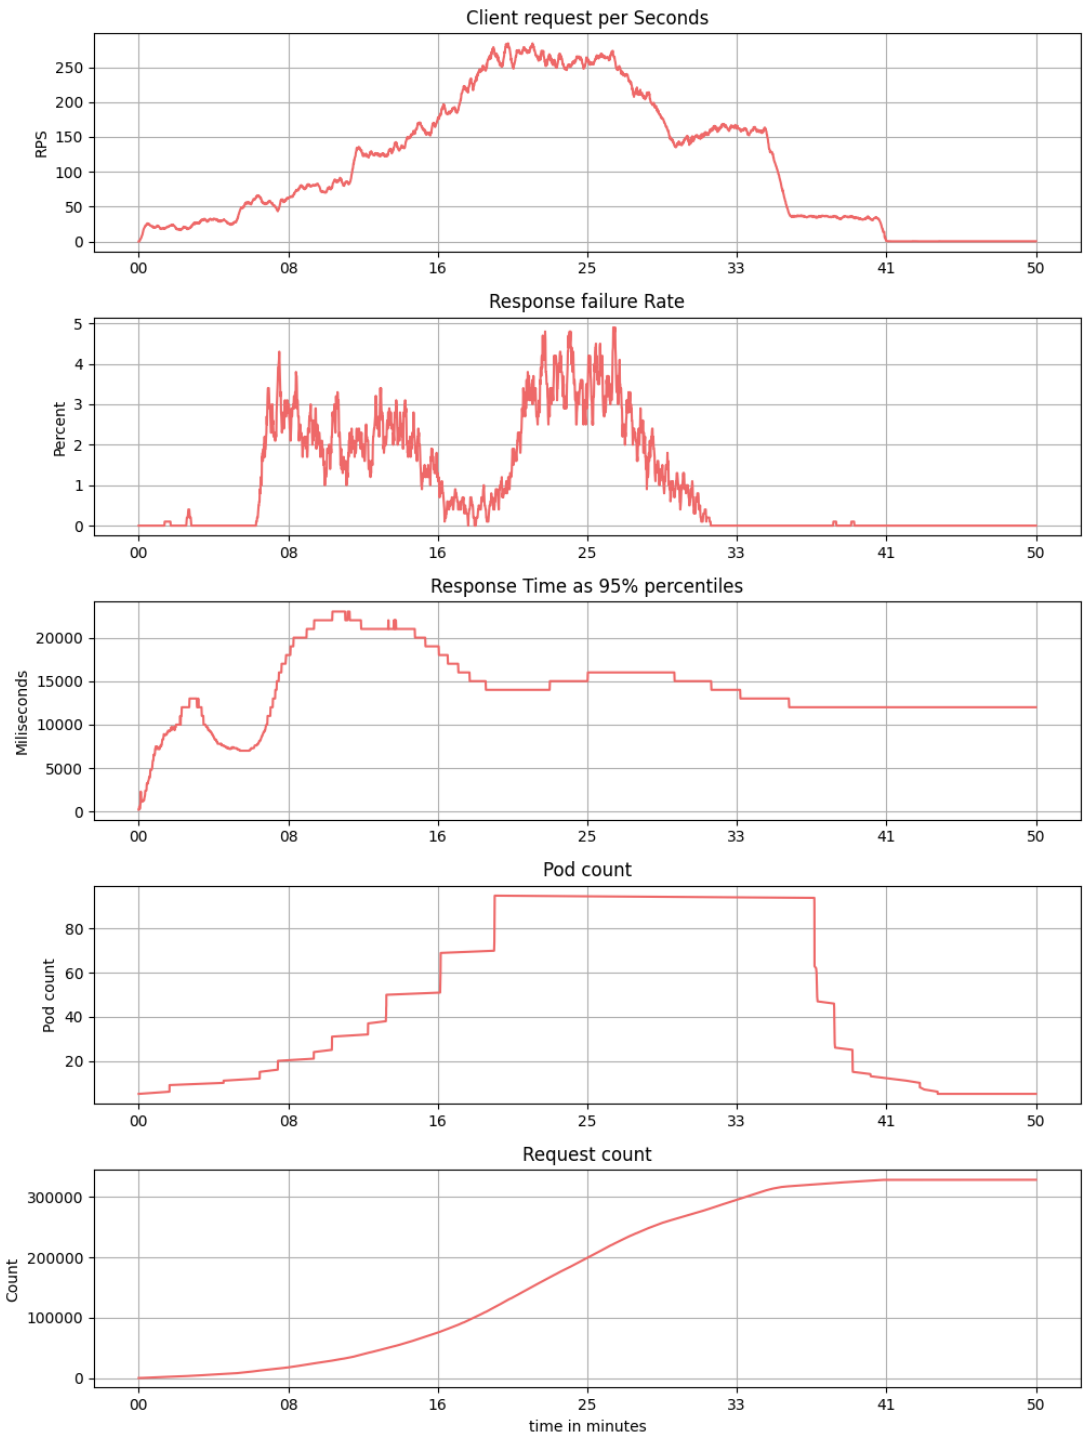 Client request per Seconds
250
200
150
100
50
0
RPS
00 08 16 25 33 41 50
Response failure Rate
5
4
3
2
1
0
Percent
00 08 16 25 33 41 50
Response Time as 95% percentiles
20000
15000
10000
5000
0
Miliseconds
00 08 16 25 33 41 50
Pod count
80
60
40
20
Pod count
00 08 16 25 33 41 50
Request count
300000
200000
100000
0
Count
00 08 16 25 33 41 50
time in minutes